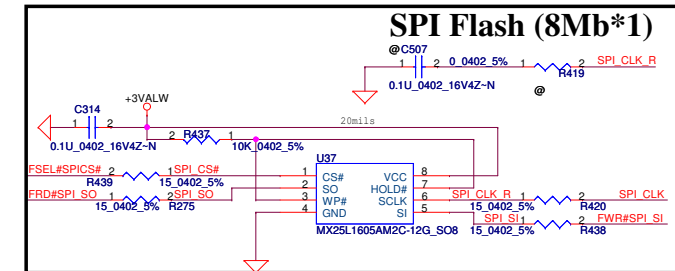 SPI Flash (8Mb*1)
@C507
1 2 0_0402_5% 1 2 SPI_CLK_R
R419
0.1U_0402_16V4Z~N
@
+3VALW
C314
1 2
20mils
2 R437 1
0.1U_0402_16V4Z~N
10K_0402_5%
U37
FSEL#SPICS# 2 1 SPI_CS# 1 CS# VCC 8
R439 15_0402_5% 2 SO HOLD# 7
FRD#SPI_SO 1 2 SPI_SO 3 WP# SCLK 6 SPI_CLK_R 1 2 SPI_CLK
15_0402_5% R275 4 GND SI 5 15_0402_5% R420
SPI_SI 1 2 FWR#SPI_SI
MX25L1605AM2C-12G_SO8 15_0402_5% R438